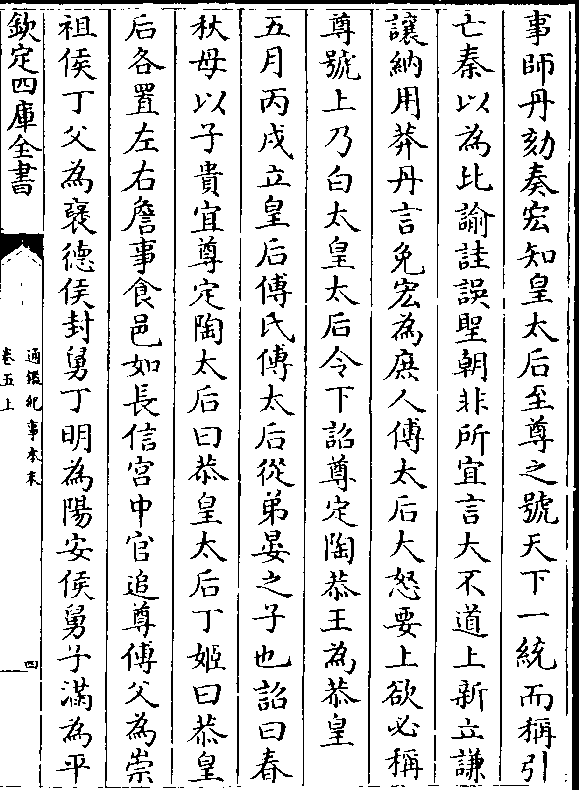 事師丹劾奏宏知皇太后至尊之號天下一統而稱引
亡秦以為比諭詿誤聖朝非所宜言大不道上新立謙
讓納用莽丹言免宏為庶人傅太后大怒要上欲必稱
尊號上乃白太皇太后令下詔尊定陶恭王為恭皇
五月丙戌立皇后傅氏傅太后從弟晏之子也詔曰春
秋母以子貴宜尊定陶太后曰恭皇太后丁姬曰恭皇
后各置左右詹事食邑如長信宮中宮追尊傅父為崇
祖侯丁父為褒德侯封舅丁明為陽安侯舅子滿為平
欽定四庫全書
通鑑紀事本末
卷五上
四